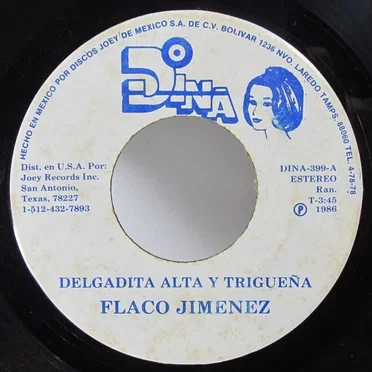 HECHO EN MEXICO POR DISCOS JOEY DE MEXICO S.A. DE C.V. BOLIVAR 1236 NVO. LAREDO TAMPS. 88060 TEL. 4-78-78
DINA
Dist. en U.S.A. Por:
Joey Records Inc.
San Antonio,
Texas, 78227
1-512-432-7893
DINA-399-A
ESTEREO
Ran.
T-3:45
Ⓟ 1986
DELGADITA ALTA Y TRIGUEÑA
FLACO JIMENEZ